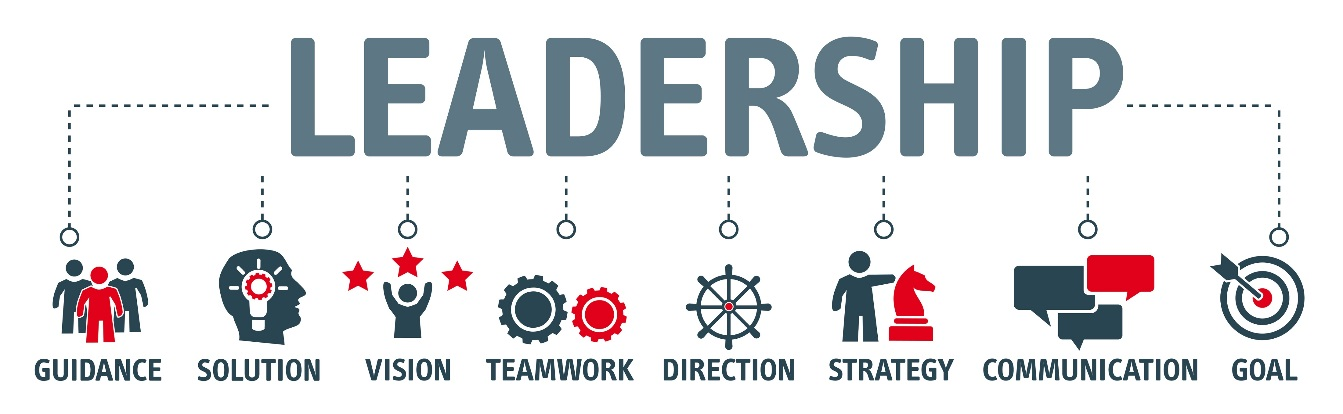 LEADERSHIP
GUIDANCE SOLUTION VISION TEAMWORK DIRECTION STRATEGY COMMUNICATION GOAL